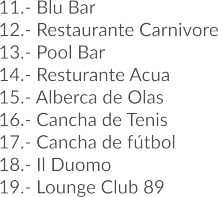 11.- Blu Bar
12.- Restaurante Carnivore
13.- Pool Bar
14.- Resturante Acua
15.- Alberca de Olas
16.- Cancha de Tenis
17.- Cancha de fútbol
18.- Il Duomo
19.- Lounge Club 89